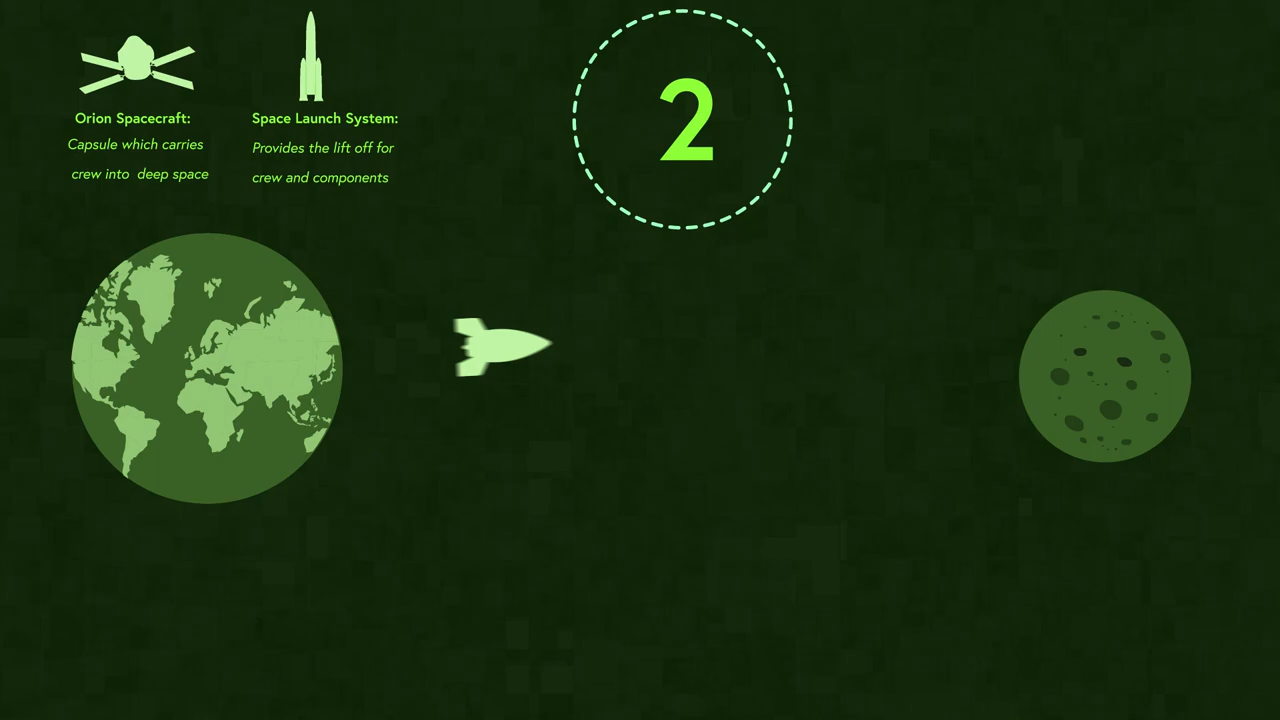 Orion Spacecraft:
Capsule which carries
crew into deep space
Space Launch System:
Provides the lift off for
crew and components
2